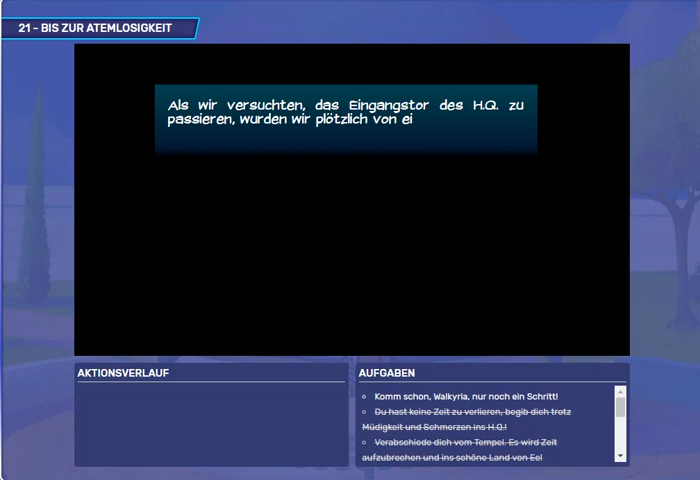 21 - BIS ZUR ATEMLOSIGKEIT
Als wir versuchten, das Eingangstor des H.Q. zu
passieren, wurden wir plötzlich von ei
AKTIONSVERLAUF
AUFGABEN
Komm schon, Walkyria, nur noch ein Schritt!
Du hast keine Zeit zu verlieren, begib dich trotz
Müdigkeit und Schmerzen ins H.Q.!
Verabschiede dich vom Tempel. Es wird Zeit
aufzubrechen und ins schöne Land von Eel